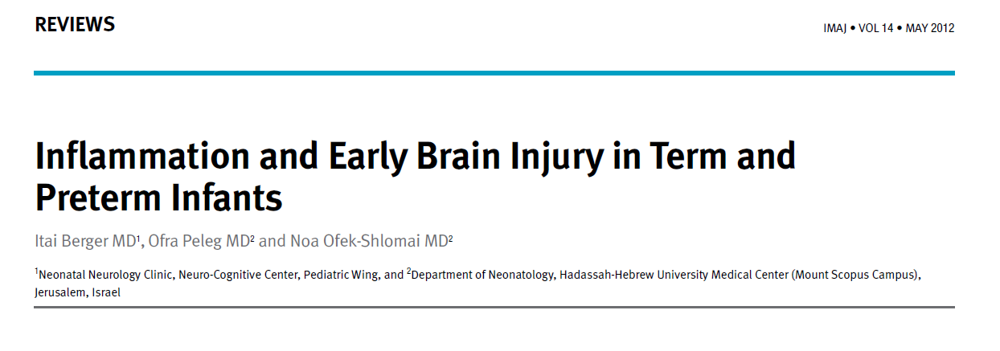 REVIEWS
IMAJ • VOL 14 • MAY 2012
Inflammation and Early Brain Injury in Term and
Preterm Infants
Itai Berger MD¹, Ofra Peleg MD² and Noa Ofek-Shlomai MD²
¹Neonatal Neurology Clinic, Neuro-Cognitive Center, Pediatric Wing, and ²Department of Neonatology, Hadassah-Hebrew University Medical Center (Mount Scopus Campus),
Jerusalem, Israel